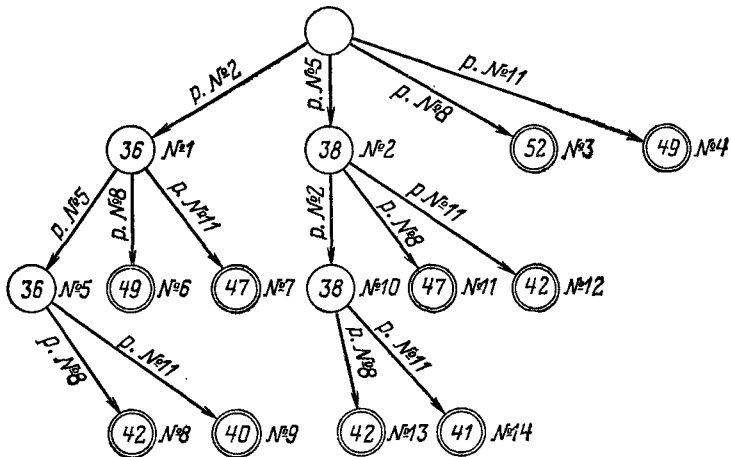 р. №2
р. №5
р. №8
р. №11
36 №1
38 №2
52 №3
49 №4
р. №5
р. №8
р. №11
р. №2
р. №8
р. №11
36 №5
49 №6
47 №7
38 №10
47 №11
42 №12
р. №8
р. №11
р. №8
р. №11
42 №8
40 №9
42 №13
41 №14